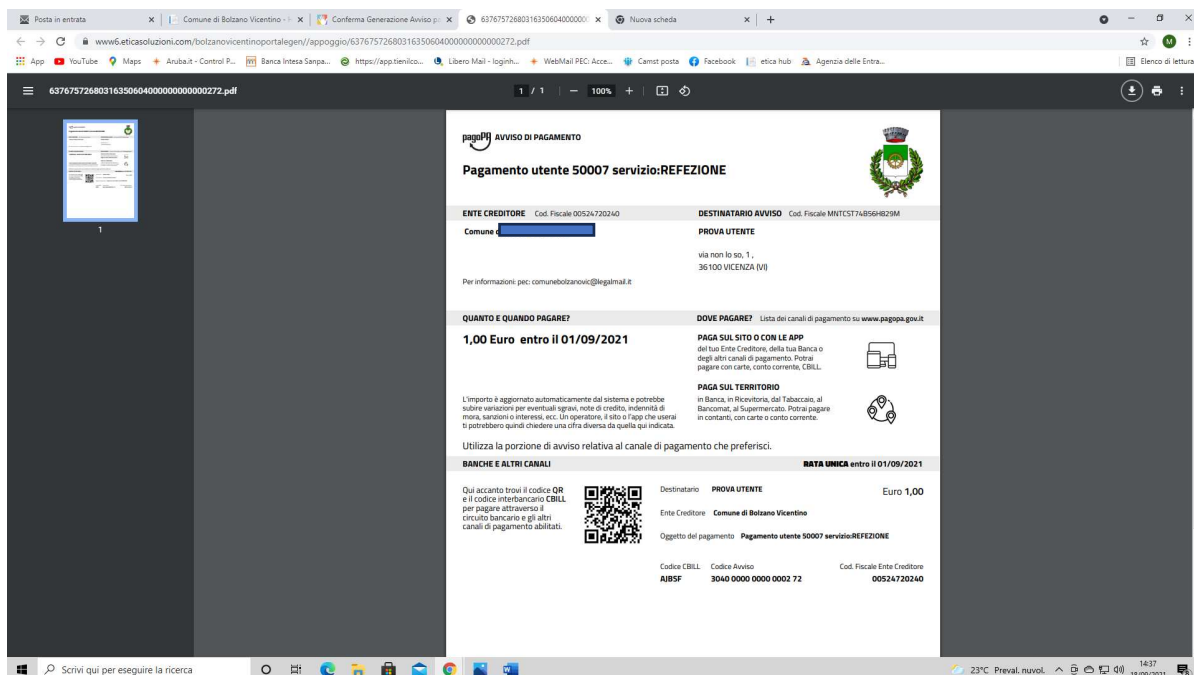 Posta in entrata
Comune di Bolzano Vicentino -
Conferma Generazione Avviso p
Nuova scheda
www6.eticasoluzioni.com/bolzanovicentinoportalegen//appoggio/
App YouTube Maps Aruba.it - Control P... Banca Intesa Sanpa... https://app.tienilco... Libero Mail - loginh... WebMail PEC: Acce... Camst posta Facebook etica hub Agenzia delle Entra... Elenco di lettura
1 / 1 100%
1
pagoPA AVVISO DI PAGAMENTO
Pagamento utente 50007 servizio:REFEZIONE
ENTE CREDITORE Cod. Fiscale 00524720240
Comune
Per informazioni: pec: comunebolzanovic@legalmail.it
DESTINATARIO AVVISO Cod. Fiscale MNTCST74B56H829M
PROVA UTENTE
via non lo so, 1 ,
36100 VICENZA (VI)
QUANTO E QUANDO PAGARE?
1,00 Euro entro il 01/09/2021
L'importo è aggiornato automaticamente dal sistema e potrebbe
subire variazioni per eventuali sgravi, note di credito, indennità di
mora, sanzioni o interessi, ecc. Un operatore, il sito o l'app che userai
ti potrebbero quindi chiedere una cifra diversa da quella qui indicata.
DOVE PAGARE? Lista dei canali di pagamento su www.pagopa.gov.it
PAGA SUL SITO O CON LE APP
del tuo Ente Creditore, della tua Banca o
degli altri canali di pagamento. Potrai
pagare con carte, conto corrente, CBILL.
PAGA SUL TERRITORIO
in Banca, in Ricevitoria, dal Tabaccaio, al
Bancomat, al Supermercato. Potrai pagare
in contanti, con carte o conto corrente.
Utilizza la porzione di avviso relativa al canale di pagamento che preferisci.
BANCHE E ALTRI CANALI RATA UNICA entro il 01/09/2021
Qui accanto trovi il codice QR
e il codice interbancario CBILL
per pagare attraverso il
circuito bancario e gli altri
canali di pagamento abilitati.
Destinatario PROVA UTENTE Euro 1,00
Ente Creditore Comune di Bolzano Vicentino
Oggetto del pagamento Pagamento utente 50007 servizio:REFEZIONE
Codice CBILL Codice Avviso Cod. Fiscale Ente Creditore
AJBSF 3040 0000 0000 0002 72 00524720240
Scrivi qui per eseguire la ricerca
23°C Preval. nuvol.
14:37